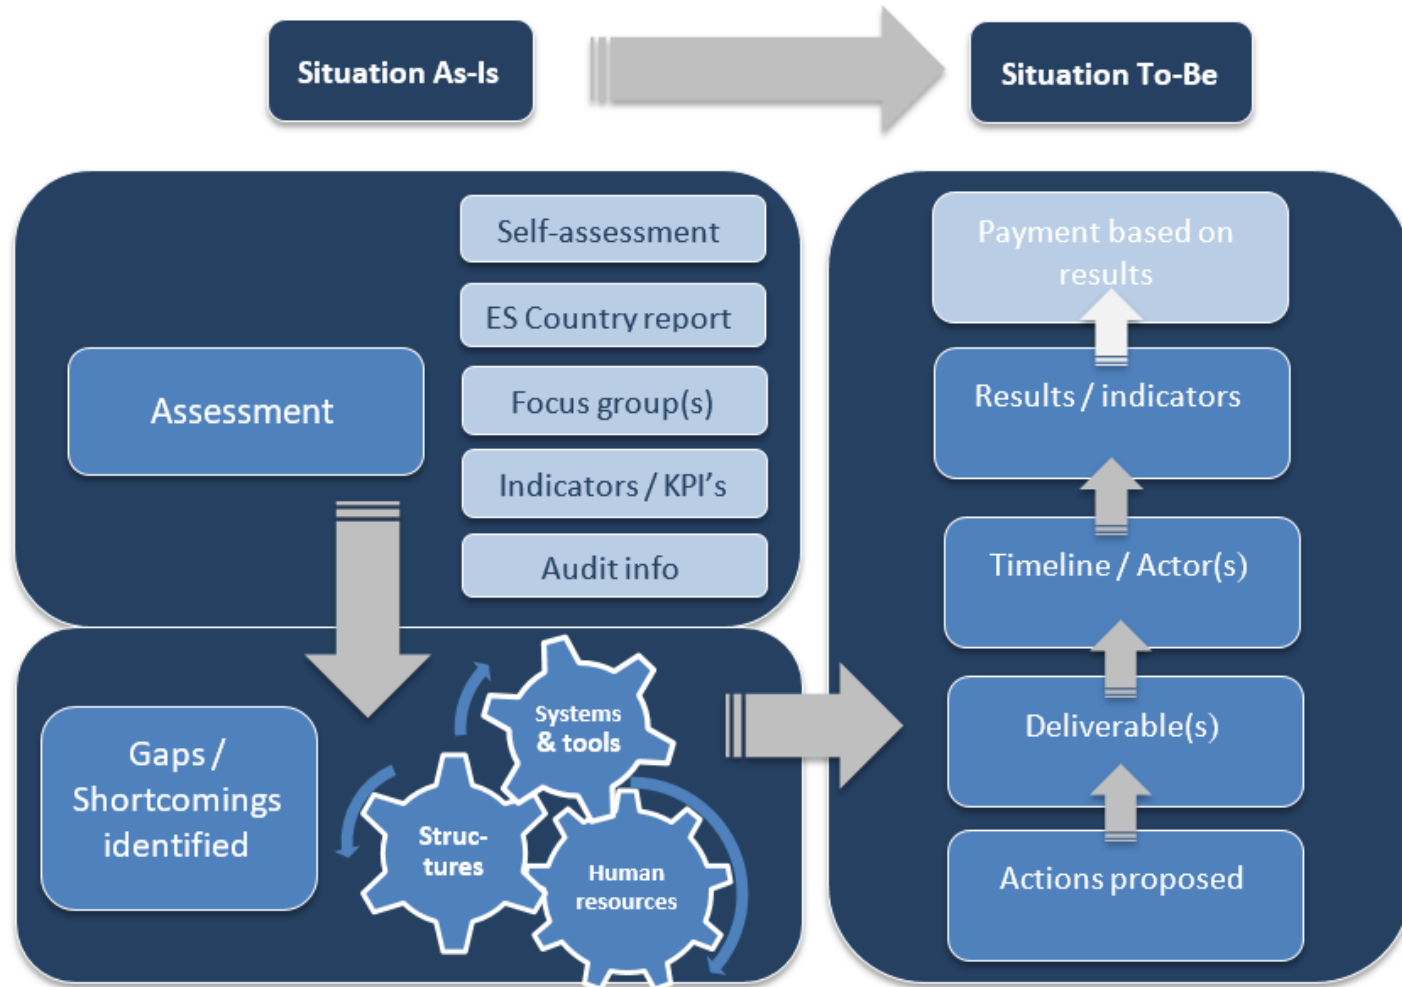 Situation As-Is
Situation To-Be
Assessment
Self-assessment
ES Country report
Focus group(s)
Indicators / KPI’s
Audit info
Gaps /
Shortcomings
identified
Systems
& tools
Struc-
tures
Human
resources
Payment based on
results
Results / indicators
Timeline / Actor(s)
Deliverable(s)
Actions proposed